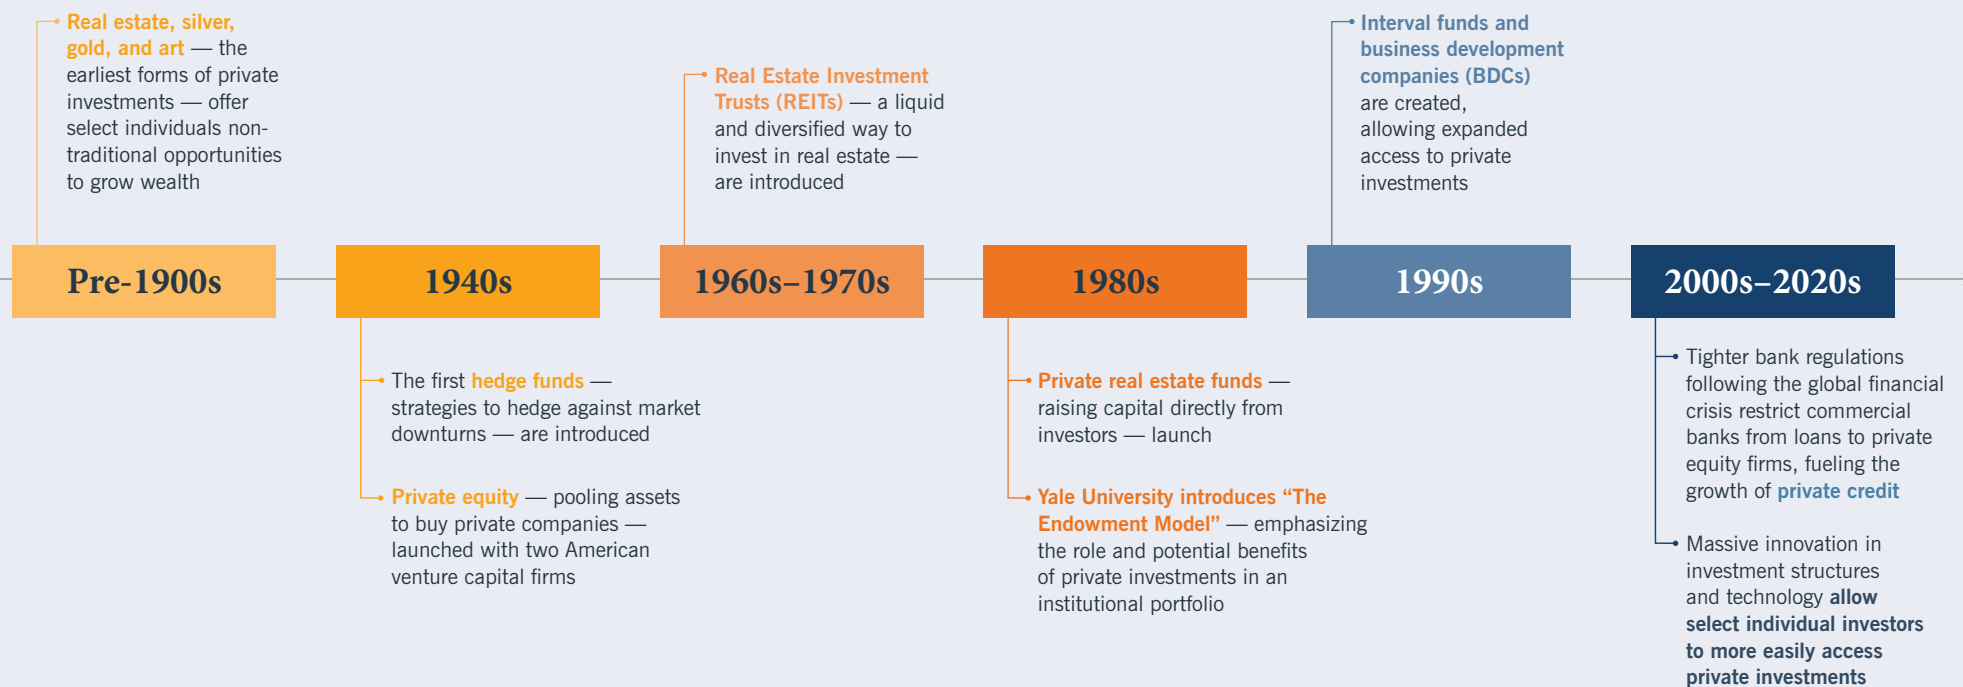 Real estate, silver,
gold, and art — the
earliest forms of private
investments — offer
select individuals non-
traditional opportunities
to grow wealth
Real Estate Investment
Trusts (REITs) — a liquid
and diversified way to
invest in real estate —
are introduced
Interval funds and
business development
companies (BDCs)
are created,
allowing expanded
access to private
investments
Pre-1900s
1940s
1960s–1970s
1980s
1990s
2000s–2020s
The first hedge funds —
strategies to hedge against market
downturns — are introduced
Private equity — pooling assets
to buy private companies —
launched with two American
venture capital firms
Private real estate funds —
raising capital directly from
investors — launch
Yale University introduces “The
Endowment Model” — emphasizing
the role and potential benefits
of private investments in an
institutional portfolio
Tighter bank regulations
following the global financial
crisis restrict commercial
banks from loans to private
equity firms, fueling the
growth of private credit
Massive innovation in
investment structures
and technology allow
select individual investors
to more easily access
private investments